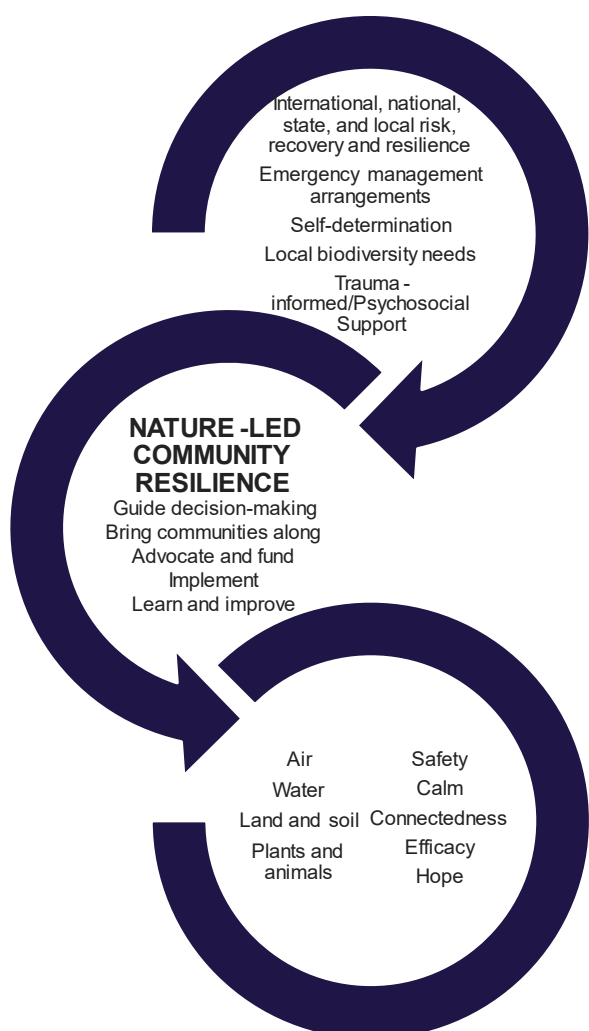 International, national,
state, and local risk,
recovery and resilience
Emergency management
arrangements
Self-determination
Local biodiversity needs
Trauma -
informed/Psychosocial
Support
NATURE -LED
COMMUNITY
RESILIENCE
Guide decision-making
Bring communities along
Advocate and fund
Implement
Learn and improve
Air
Water
Land and soil
Plants and
animals
Safety
Calm
Connectedness
Efficacy
Hope